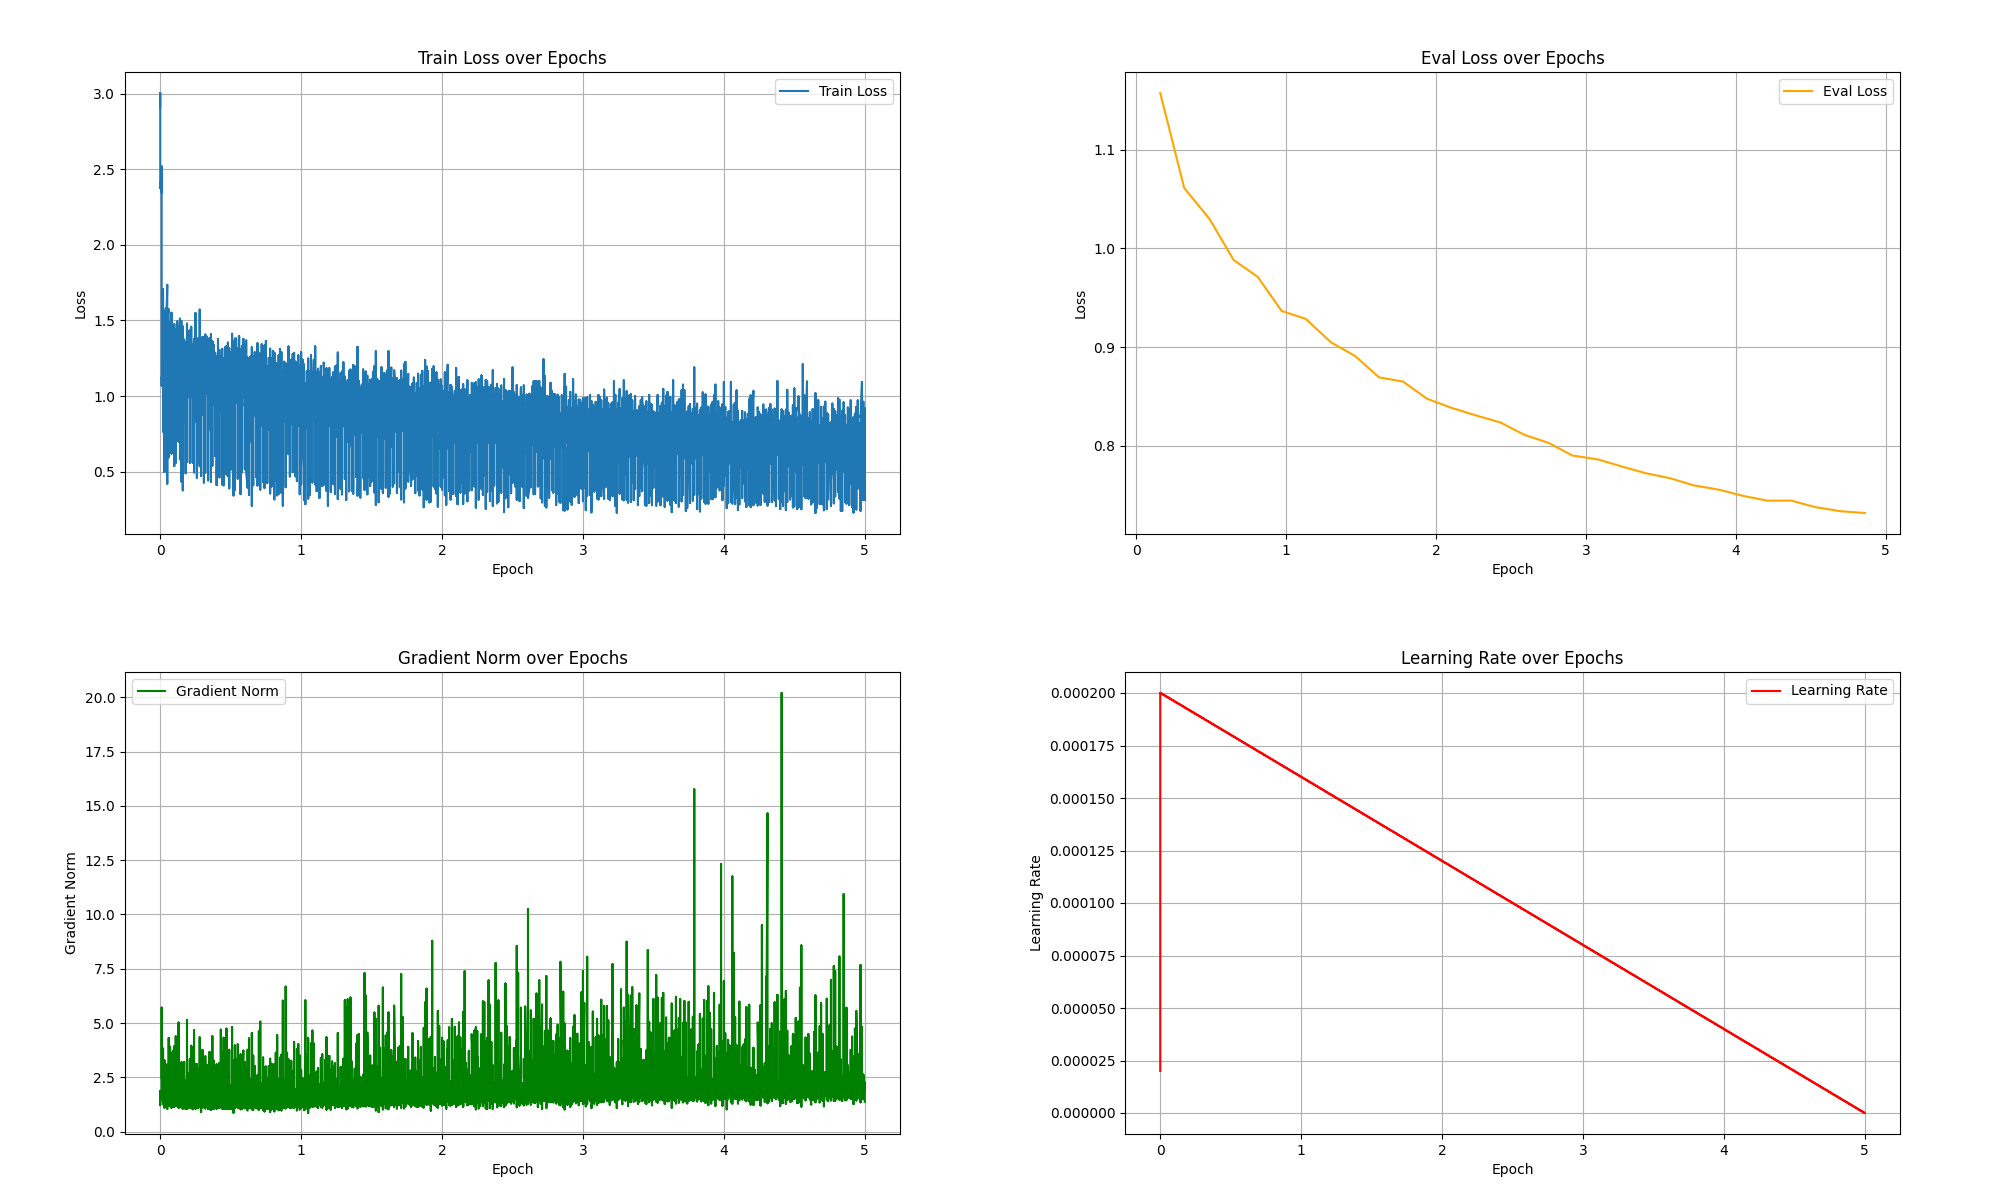 Train Loss over Epochs
Train Loss
3.0
2.5
2.0
1.5
1.0
0.5
Loss
0 1 2 3 4 5
Epoch
Eval Loss over Epochs
Eval Loss
1.1
1.0
0.9
0.8
Loss
0 1 2 3 4 5
Epoch
Gradient Norm over Epochs
Gradient Norm
20.0
17.5
15.0
12.5
10.0
7.5
5.0
2.5
0.0
Gradient Norm
0 1 2 3 4 5
Epoch
Learning Rate over Epochs
Learning Rate
0.000200
0.000175
0.000150
0.000125
0.000100
0.000075
0.000050
0.000025
0.000000
Learning Rate
0 1 2 3 4 5
Epoch